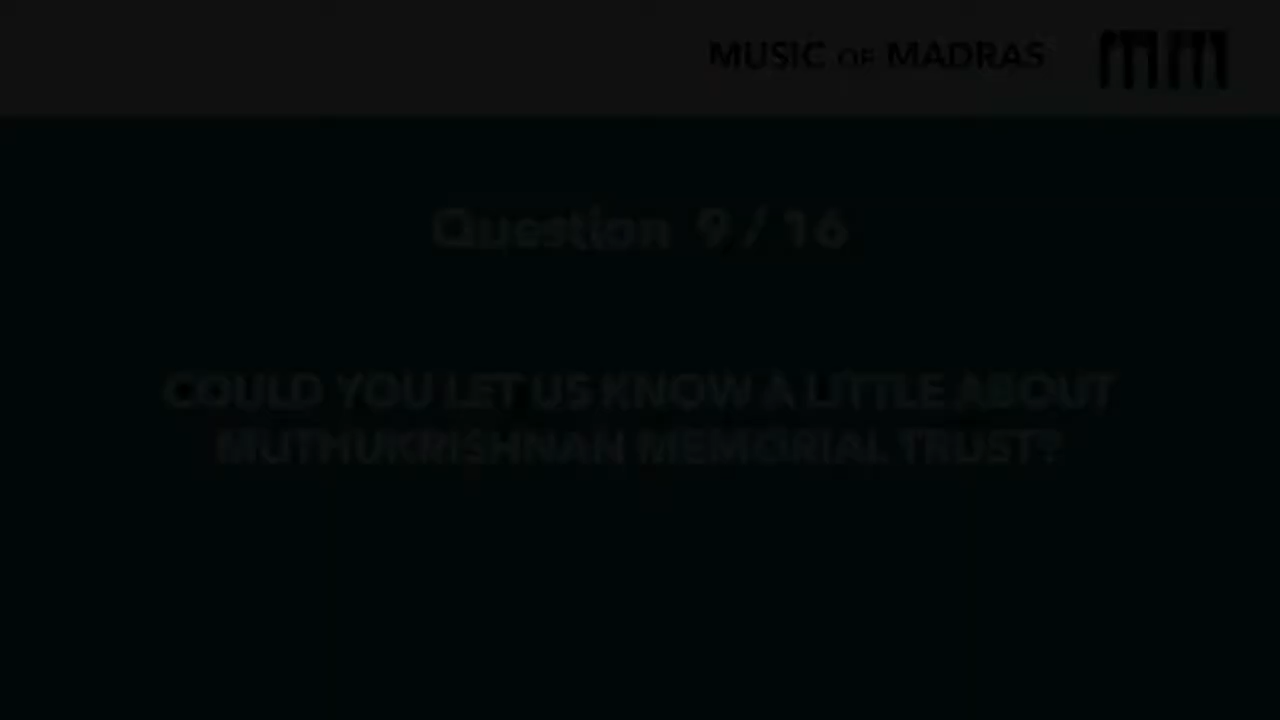 MUSIC OF MADRAS
Question 9 / 16
COULD YOU LET US KNOW A LITTLE ABOUT
MUTHUKRISHNAN MEMORIAL TRUST?